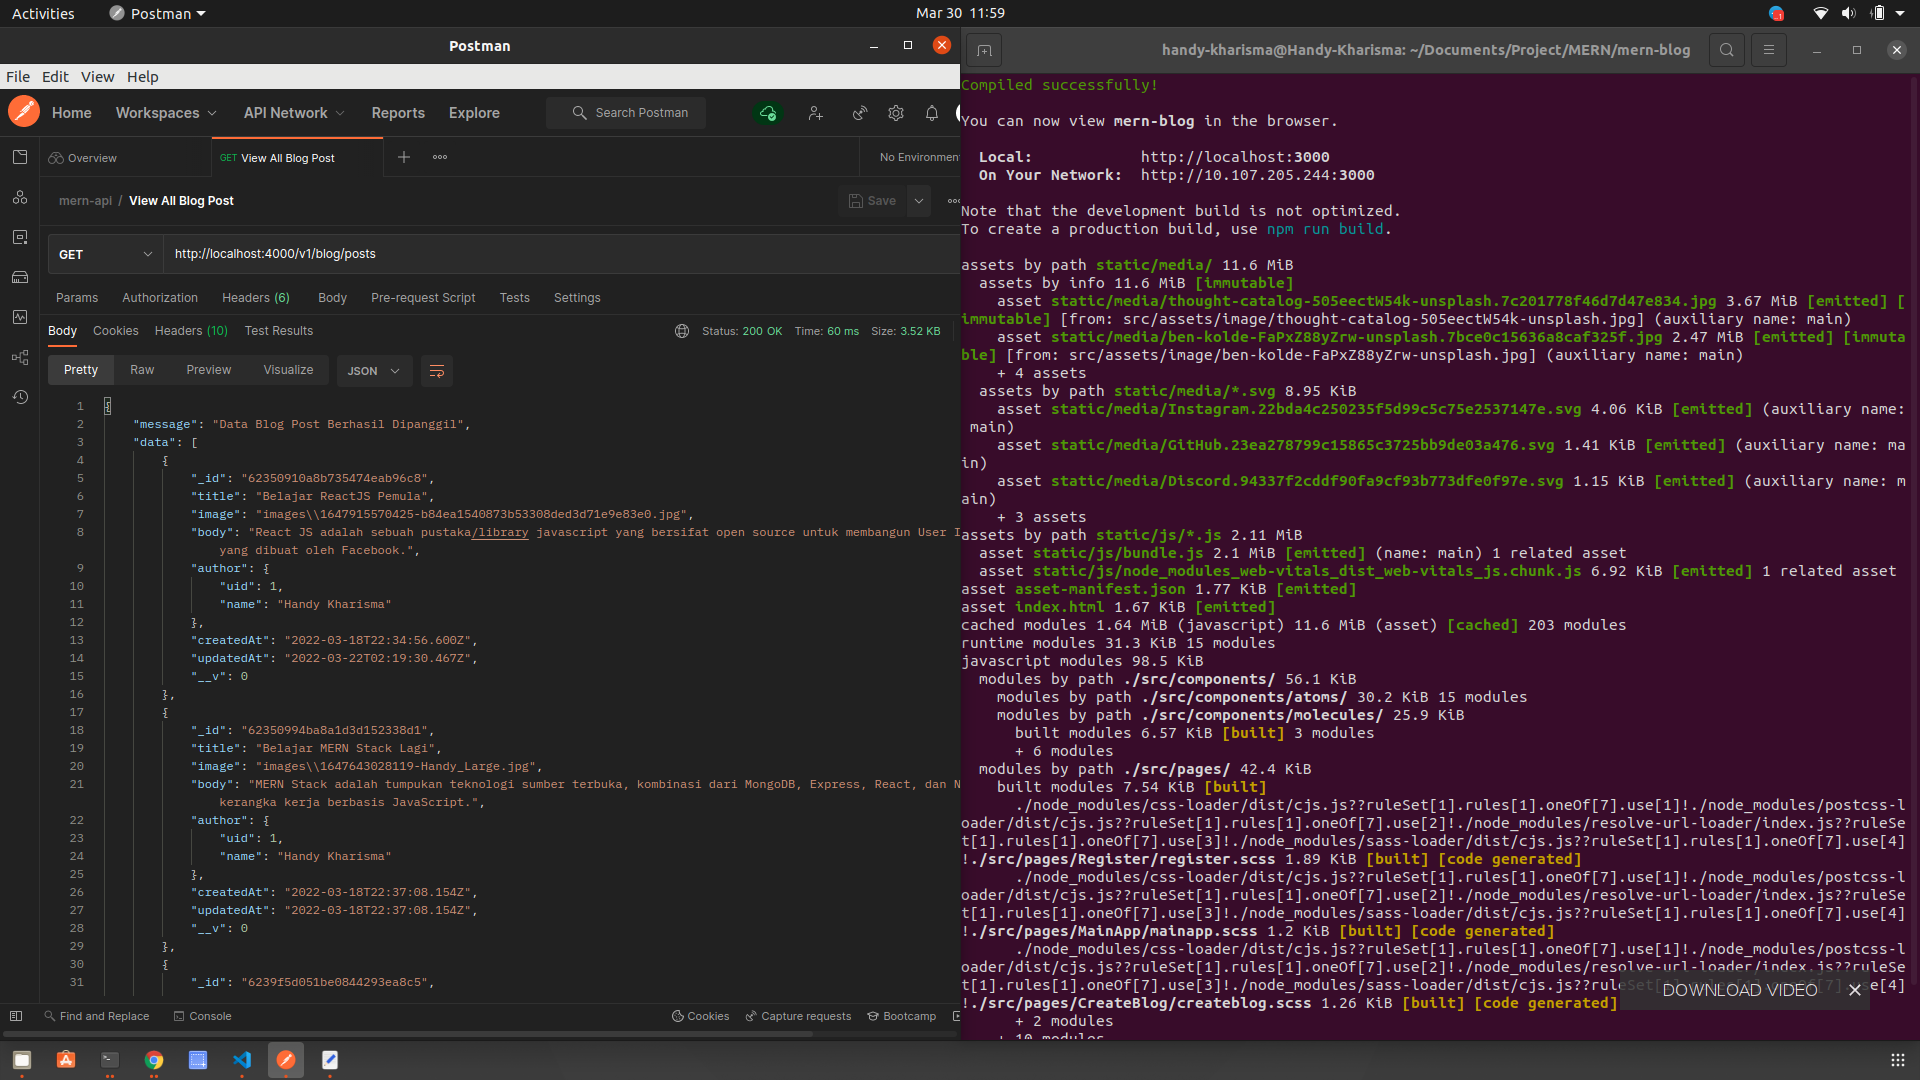 Activities
Postman
Mar 30 11:59
Postman
File Edit View Help
Home Workspaces API Network Reports Explore
Search Postman
Overview
GET View All Blog Post
No Environmen
mern-api / View All Blog Post
Save
GET
http://localhost:4000/v1/blog/posts
Params Authorization Headers (6) Body Pre-request Script Tests Settings
Body Cookies Headers (10) Test Results
Status: 200 OK Time: 60 ms Size: 3.52 KB
Pretty Raw Preview Visualize JSON
1 {
2 "message": "Data Blog Post Berhasil Dipanggil",
3 "data": [
4 {
5 "_id": "62350910a8b735474eab96c8",
6 "title": "Belajar ReactJS Pemula",
7 "image": "images\\1647915570425-b84ea1540873b53308ded3d71e9e83e0.jpg",
8 "body": "React JS adalah sebuah pustaka/library javascript yang bersifat open source untuk membangun User I
yang dibuat oleh Facebook.",
9 "author": {
10 "uid": 1,
11 "name": "Handy Kharisma"
12 },
13 "createdAt": "2022-03-18T22:34:56.600Z",
14 "updatedAt": "2022-03-22T02:19:30.467Z",
15 "__v": 0
16 },
17 {
18 "_id": "62350994ba8a1d3d152338d1",
19 "title": "Belajar MERN Stack Lagi",
20 "image": "images\\1647643028119-Handy_Large.jpg",
21 "body": "MERN Stack adalah tumpukan teknologi sumber terbuka, kombinasi dari MongoDB, Express, React, dan N
kerangka kerja berbasis JavaScript.",
22 "author": {
23 "uid": 1,
24 "name": "Handy Kharisma"
25 },
26 "createdAt": "2022-03-18T22:37:08.154Z",
27 "updatedAt": "2022-03-18T22:37:08.154Z",
28 "__v": 0
29 },
30 {
31 "_id": "6239f5d051be0844293ea8c5",
Find and Replace Console
Cookies Capture requests Bootcamp
handy-kharisma@Handy-Kharisma: ~/Documents/Project/MERN/mern-blog
Compiled successfully!
You can now view mern-blog in the browser.
Local: http://localhost:3000
On Your Network: http://10.107.205.244:3000
Note that the development build is not optimized.
To create a production build, use npm run build.
assets by path static/media/ 11.6 MiB
assets by info 11.6 MiB [immutable]
asset static/media/thought-catalog-505eectW54k-unsplash.7c201778f46d7d47e834.jpg 3.67 MiB [emitted] [
immutable] [from: src/assets/image/thought-catalog-505eectW54k-unsplash.jpg] (auxiliary name: main)
asset static/media/ben-kolde-FaPxZ88yZrw-unsplash.7bce0c15636a8caf325f.jpg 2.47 MiB [emitted] [immuta
ble] [from: src/assets/image/ben-kolde-FaPxZ88yZrw-unsplash.jpg] (auxiliary name: main)
+ 4 assets
assets by path static/media/*.svg 8.95 KiB
asset static/media/Instagram.22bda4c250235f5d99c5c75e2537147e.svg 4.06 KiB [emitted] (auxiliary name:
main)
asset static/media/GitHub.23ea278799c15865c3725bb9de03a476.svg 1.41 KiB [emitted] (auxiliary name: ma
in)
asset static/media/Discord.94337f2cddf90fa9cf93b773dfe0f97e.svg 1.15 KiB [emitted] (auxiliary name: m
ain)
+ 3 assets
assets by path static/js/*.js 2.11 MiB
asset static/js/bundle.js 2.1 MiB [emitted] (name: main) 1 related asset
asset static/js/node_modules_web-vitals_dist_web-vitals_js.chunk.js 6.92 KiB [emitted] 1 related asset
asset asset-manifest.json 1.77 KiB [emitted]
asset index.html 1.67 KiB [emitted]
cached modules 1.64 MiB (javascript) 11.6 MiB (asset) [cached] 203 modules
runtime modules 31.3 KiB 15 modules
javascript modules 98.5 KiB
modules by path ./src/components/ 56.1 KiB
modules by path ./src/components/atoms/ 30.2 KiB 15 modules
modules by path ./src/components/molecules/ 25.9 KiB
built modules 6.57 KiB [built] 3 modules
+ 6 modules
modules by path ./src/pages/ 42.4 KiB
built modules 7.54 KiB [built]
./node_modules/css-loader/dist/cjs.js??ruleSet[1].rules[1].oneOf[7].use[1]!./node_modules/postcss-l
oader/dist/cjs.js??ruleSet[1].rules[1].oneOf[7].use[2]!./node_modules/resolve-url-loader/index.js??ruleSe
t[1].rules[1].oneOf[7].use[3]!./node_modules/sass-loader/dist/cjs.js??ruleSet[1].rules[1].oneOf[7].use[4]
!./src/pages/Register/register.scss 1.89 KiB [built] [code generated]
./node_modules/css-loader/dist/cjs.js??ruleSet[1].rules[1].oneOf[7].use[1]!./node_modules/postcss-l
oader/dist/cjs.js??ruleSet[1].rules[1].oneOf[7].use[2]!./node_modules/resolve-url-loader/index.js??ruleSe
t[1].rules[1].oneOf[7].use[3]!./node_modules/sass-loader/dist/cjs.js??ruleSet[1].rules[1].oneOf[7].use[4]
!./src/pages/MainApp/mainapp.scss 1.2 KiB [built] [code generated]
./node_modules/css-loader/dist/cjs.js??ruleSet[1].rules[1].oneOf[7].use[1]!./node_modules/postcss-l
oader/dist/cjs.js??ruleSet[1].rules[1].oneOf[7].use[2]!./node_modules/resolve-url-loader/index.js??ruleSe
t[1].rules[1].oneOf[7].use[3]!./node_modules/sass-loader/dist/cjs.js??ruleSet[1].rules[1].oneOf[7].use[4]
!./src/pages/CreateBlog/createblog.scss 1.26 KiB [built] [code generated]
+ 2 modules
+ 10 modules
DOWNLOAD VIDEO